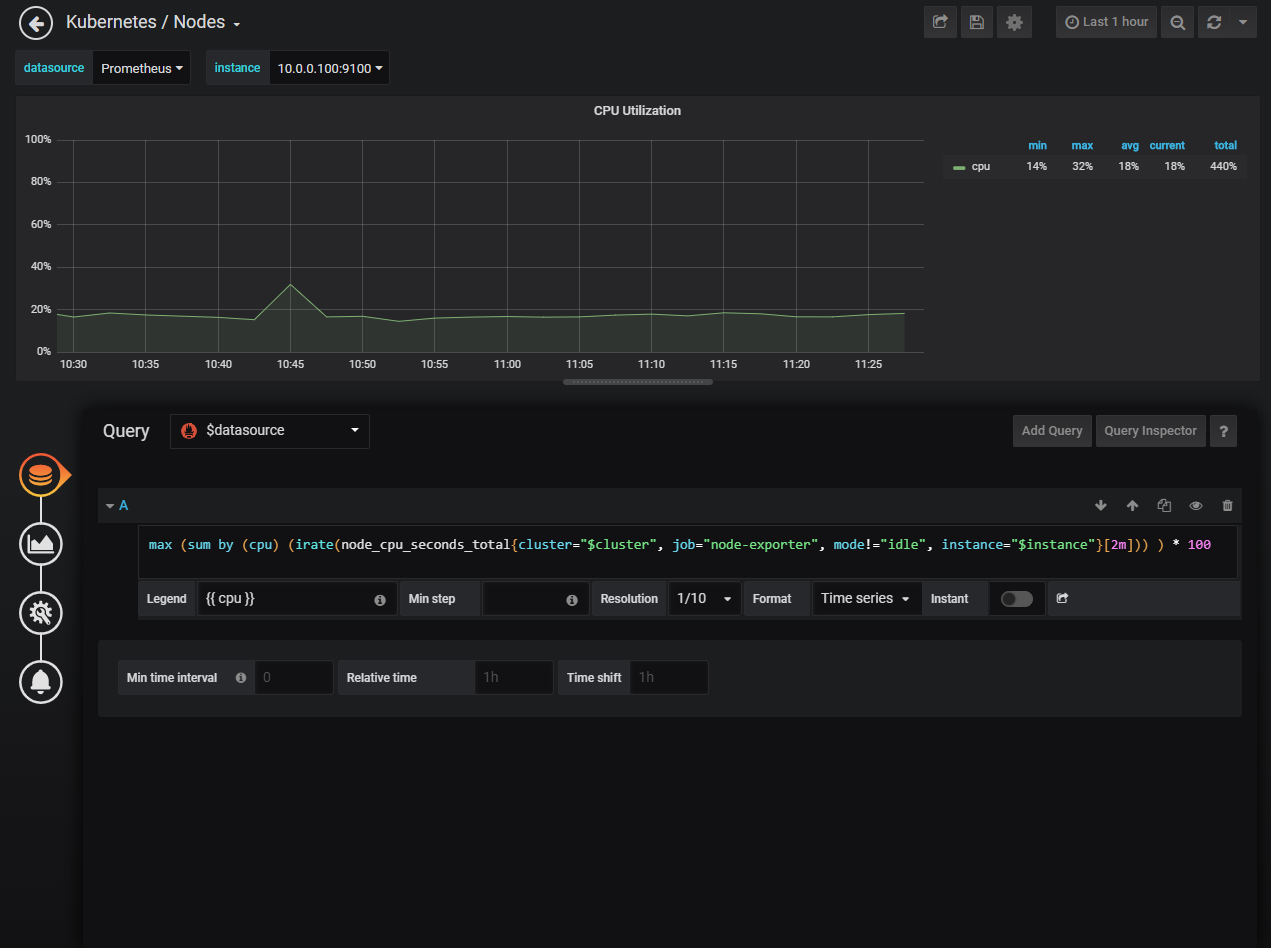 Kubernetes / Nodes
Last 1 hour
datasource Prometheus instance 10.0.0.100:9100
CPU Utilization
100%
80%
60%
40%
20%
0%
10:30 10:35 10:40 10:45 10:50 10:55 11:00 11:05 11:10 11:15 11:20 11:25
min max avg current total
cpu 14% 32% 18% 18% 440%
Query $datasource Add Query Query Inspector ?
A
max (sum by (cpu) (irate(node_cpu_seconds_total{cluster="$cluster", job="node-exporter", mode!="idle", instance="$instance"}[2m])) ) * 100
Legend {{ cpu }} Min step Resolution 1/10 Format Time series Instant
Min time interval 0 Relative time 1h Time shift 1h